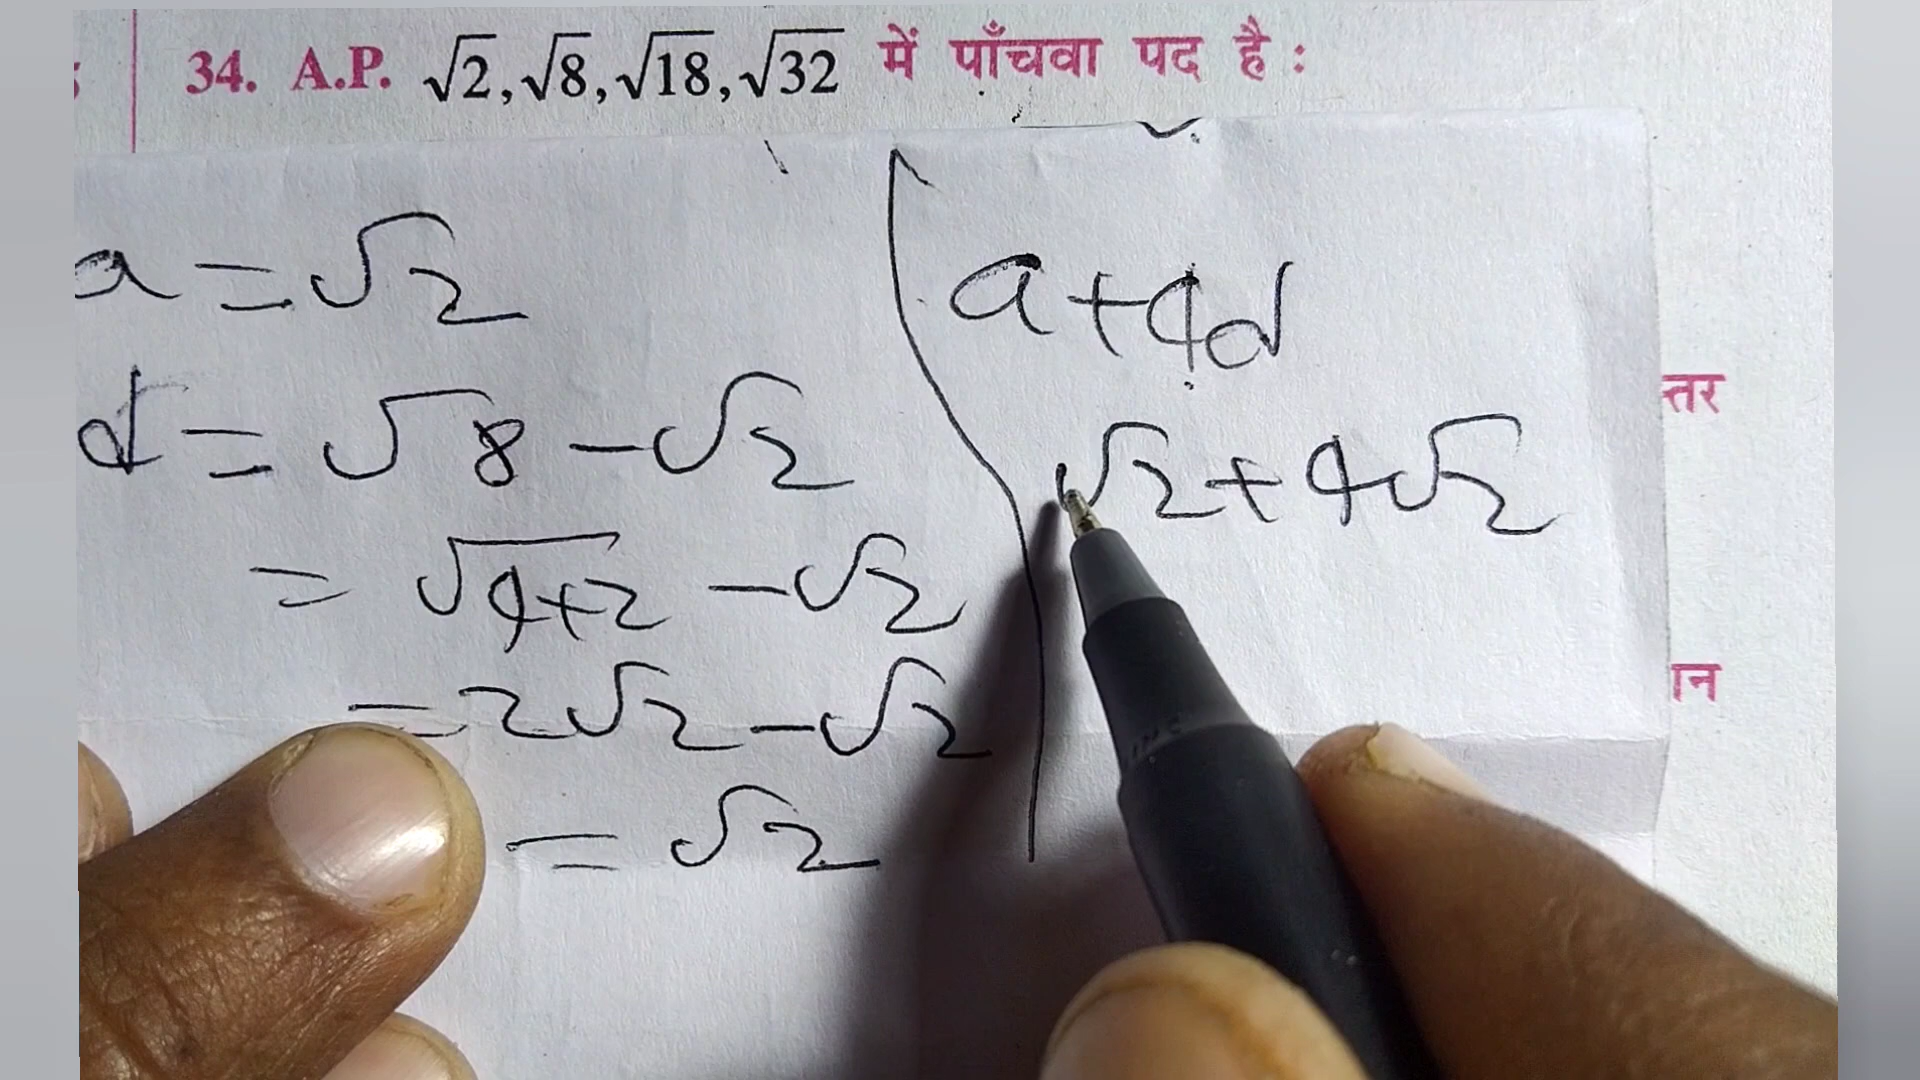 34. A.P. √2, √8, √18, √32 में पाँचवा पद है :
a = √2
d = √8 - √2
= √4+2 - √2
= 2√2 - √2
= √2
a + 4d
√2 + 4√2
त्तर
ान